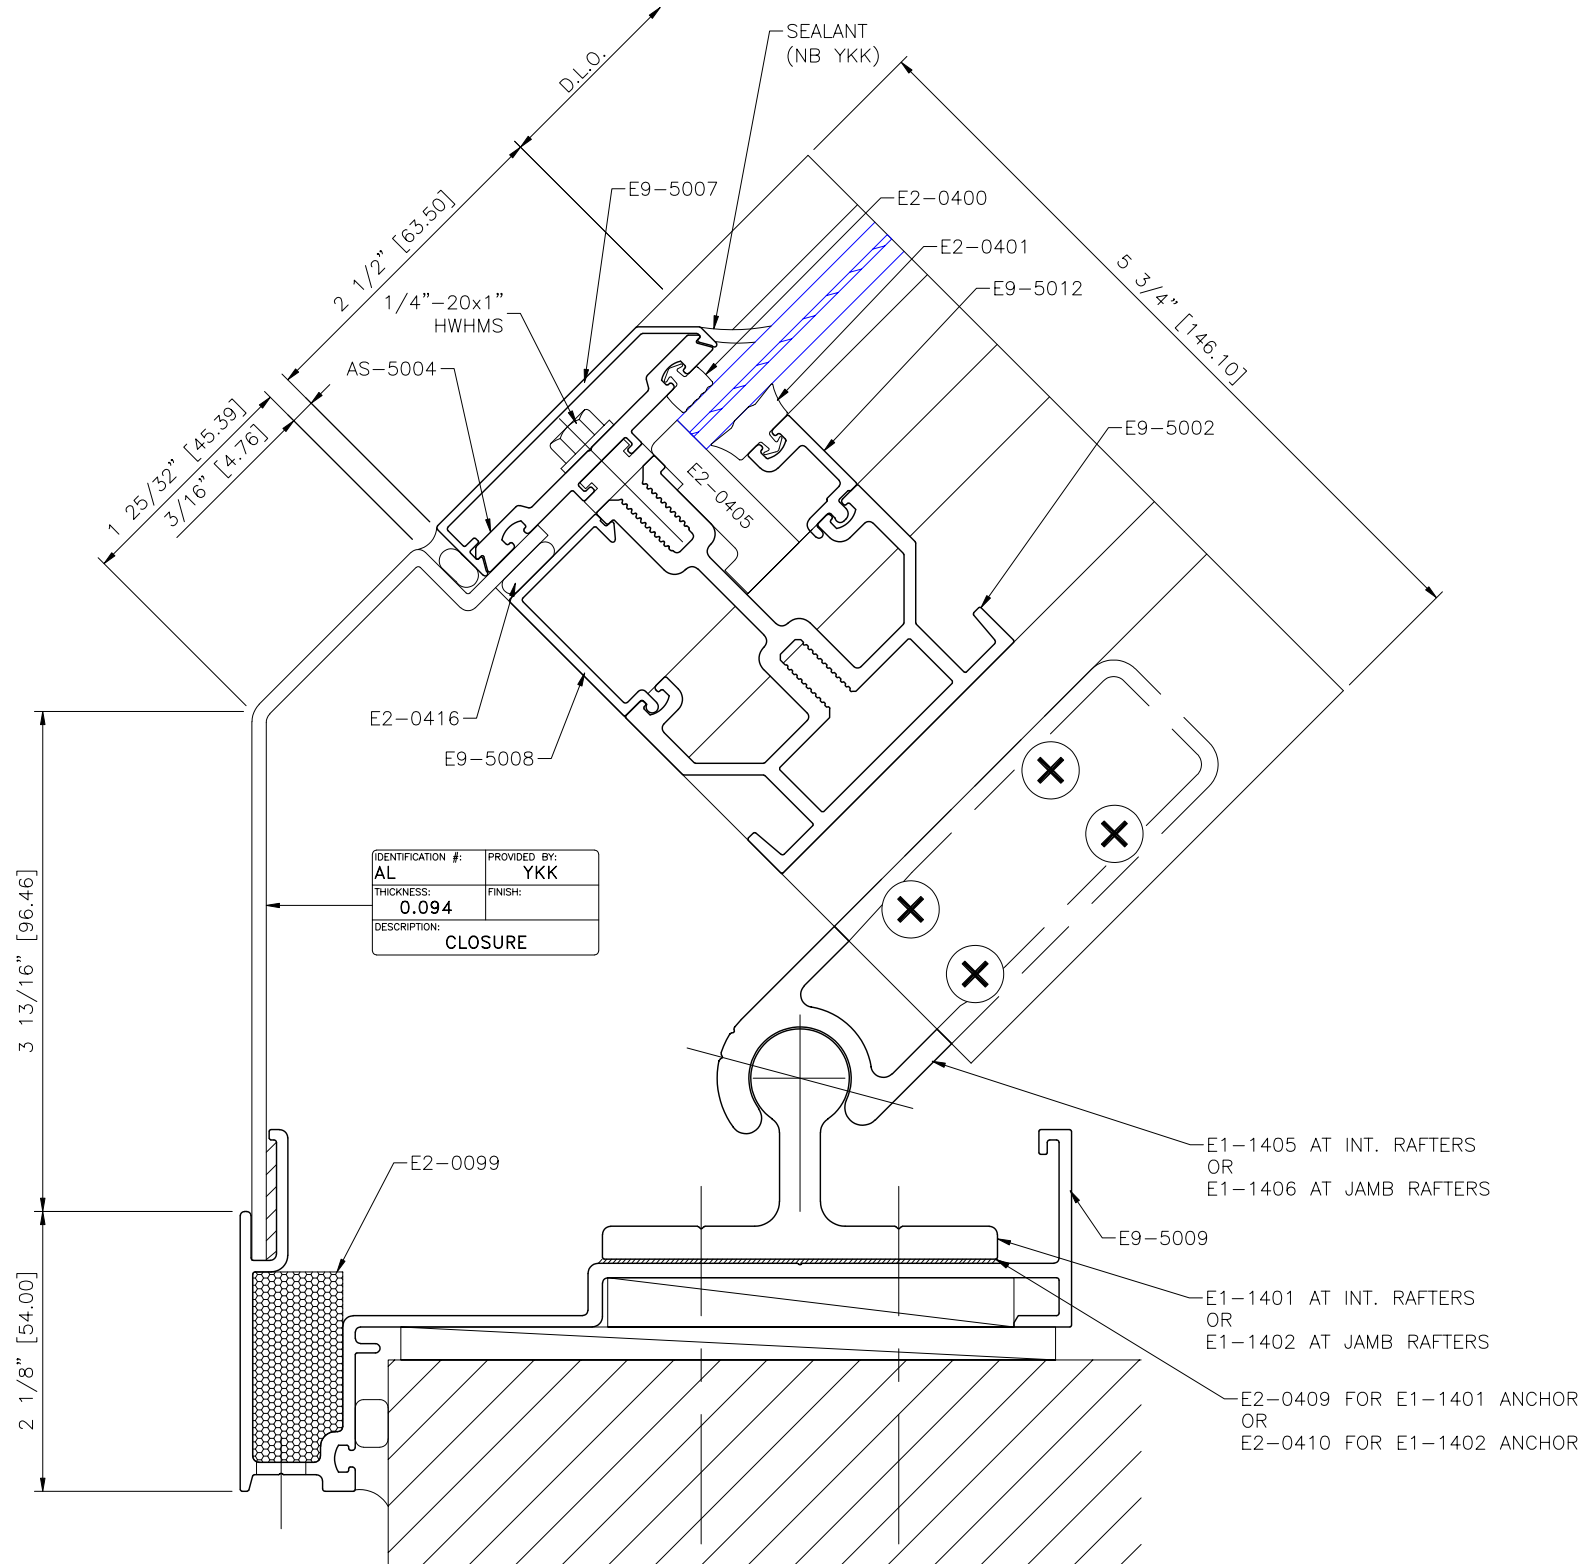 SEALANT
(NB YKK)
D.L.O.
E9-5007
E2-0400
E2-0401
E9-5012
5 3/4" [146.10]
2 1/2" [63.50]
1/4"-20x1"
HWHMS
AS-5004
1 25/32" [45.39]
3/16" [4.76]
E9-5002
E2-0405
E2-0416
E9-5008
IDENTIFICATION #:
AL
PROVIDED BY:
YKK
THICKNESS:
0.094
FINISH:
DESCRIPTION:
CLOSURE
3 13/16" [96.46]
E2-0099
E1-1405 AT INT. RAFTERS
OR
E1-1406 AT JAMB RAFTERS
E9-5009
E1-1401 AT INT. RAFTERS
OR
E1-1402 AT JAMB RAFTERS
2 1/8" [54.00]
E2-0409 FOR E1-1401 ANCHOR
OR
E2-0410 FOR E1-1402 ANCHOR